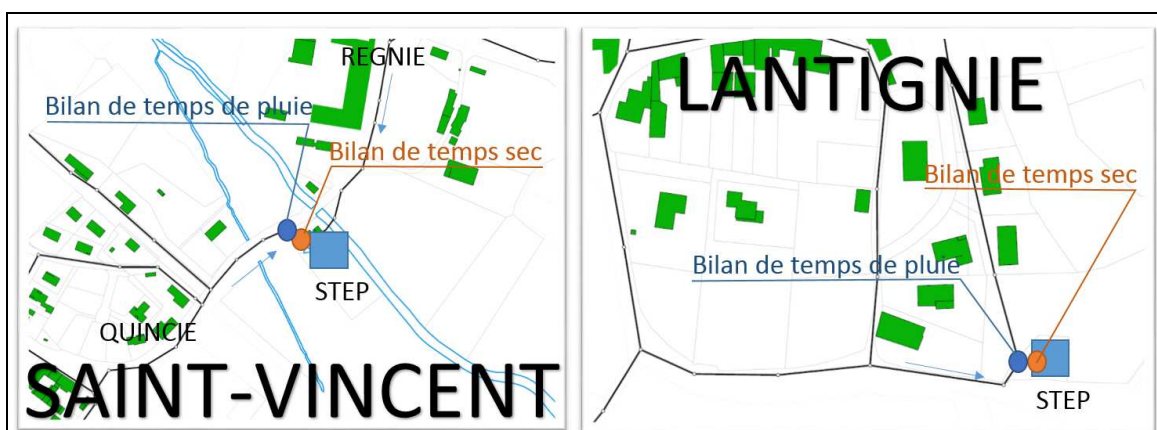 REGNIE
Bilan de temps de pluie
Bilan de temps sec
STEP
QUINCIE
SAINT-VINCENT
LANTIGNIE
Bilan de temps sec
Bilan de temps de pluie
STEP